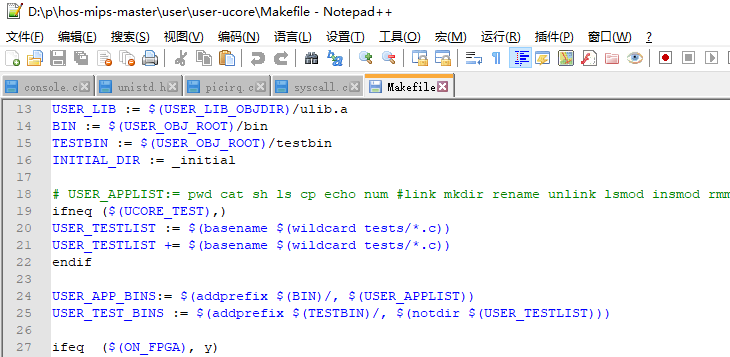 D:\p\hos-mips-master\user\user-ucore\Makefile - Notepad++
文件(F) 编辑(E) 搜索(S) 视图(V) 编码(N) 语言(L) 设置(T) 工具(O) 宏(M) 运行(R) 插件(P) 窗口(W) ?
console.c unistd.h picirq.c syscall.c Makefile
13 USER_LIB := $(USER_LIB_OBJDIR)/ulib.a
14 BIN := $(USER_OBJ_ROOT)/bin
15 TESTBIN := $(USER_OBJ_ROOT)/testbin
16 INITIAL_DIR := _initial
17
18 # USER_APPLIST:= pwd cat sh ls cp echo num #link mkdir rename unlink lsmod insmod
19 ifneq ($(UCORE_TEST),)
20 USER_TESTLIST := $(basename $(wildcard tests/*.c))
21 USER_TESTLIST += $(basename $(wildcard tests/*.c))
22 endif
23
24 USER_APP_BINS:= $(addprefix $(BIN)/, $(USER_APPLIST))
25 USER_TEST_BINS := $(addprefix $(TESTBIN)/, $(notdir $(USER_TESTLIST)))
26
27 ifeq ($(ON_FPGA), y)